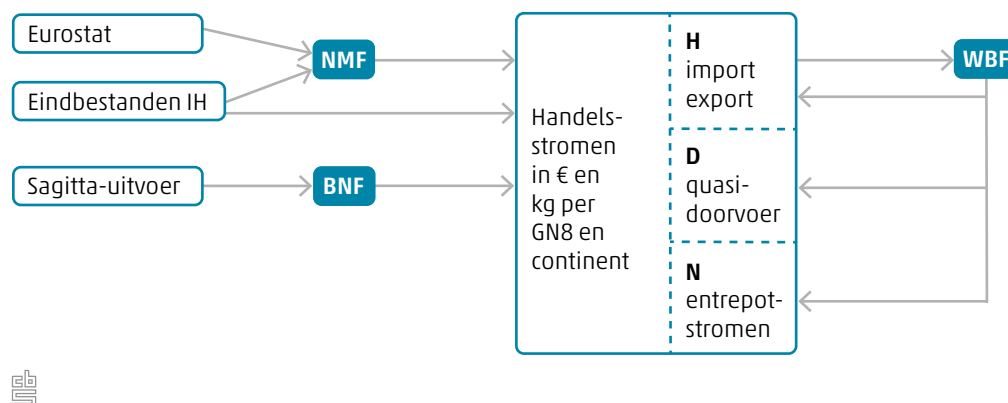 Eurostat
Eindbestanden IH
Sagitta-uitvoer
NMF
BNF
Handels-
stromen
in € en
kg per
GN8 en
continent
H
import
export
D
quasi-
doorvoer
N
entrepot-
stromen
WBF
cbs